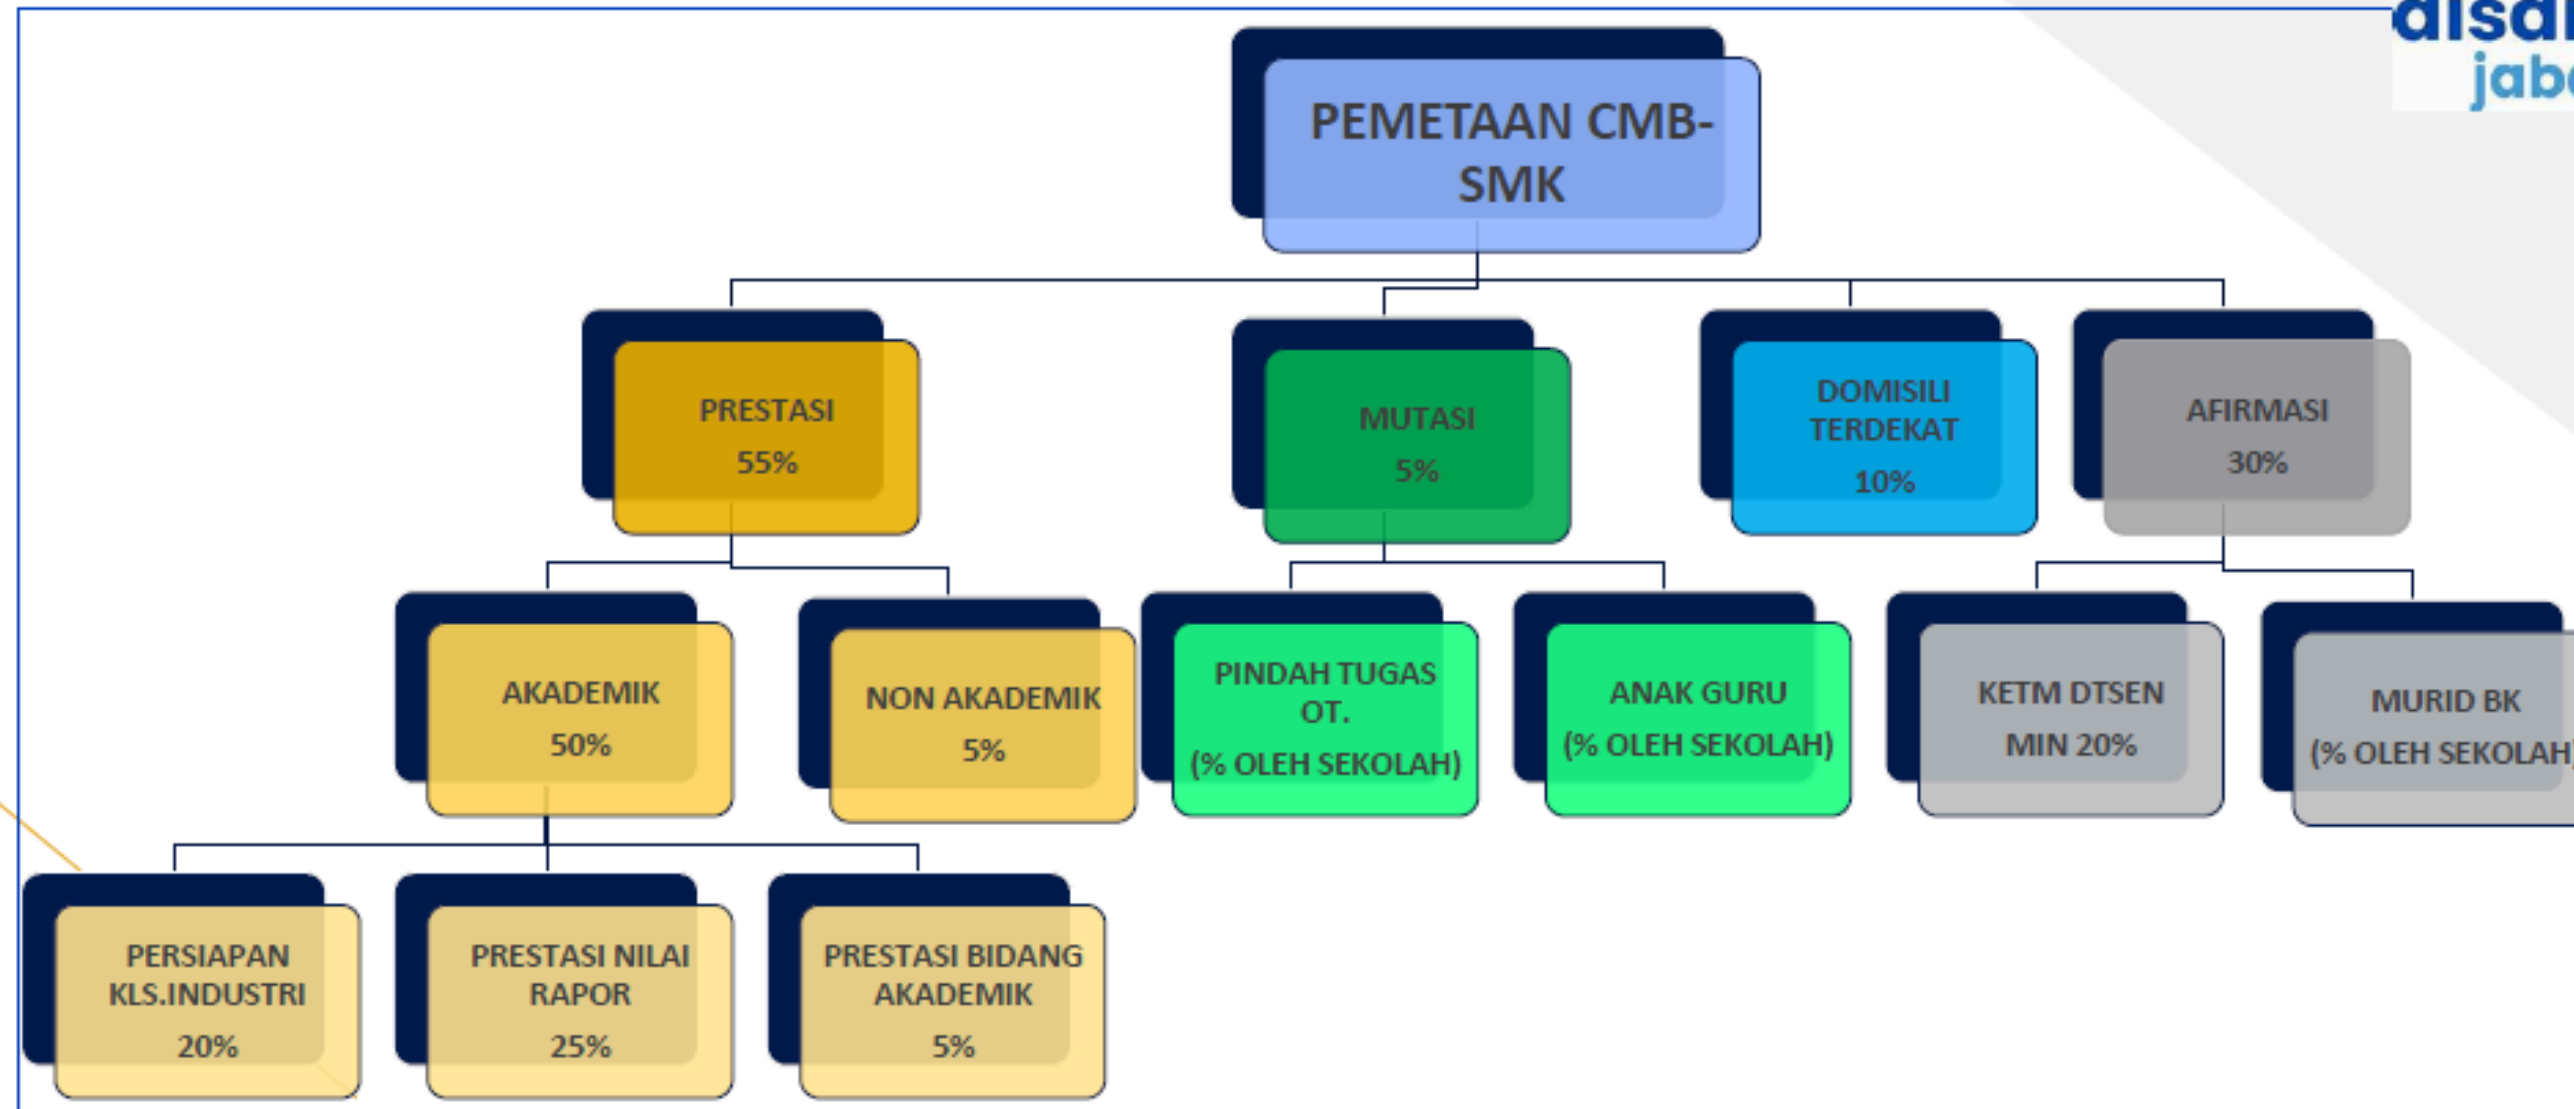 PEMETAAN CMB-
SMK
PRESTASI
55%
MUTASI
5%
DOMISILI
TERDEKAT
10%
AFIRMASI
30%
AKADEMIK
50%
NON AKADEMIK
5%
PINDAH TUGAS
OT.
(% OLEH SEKOLAH)
ANAK GURU
(% OLEH SEKOLAH)
KETM DTSEN
MIN 20%
MURID BK
(% OLEH SEKOLAH)
PERSIAPAN
KLS.INDUSTRI
20%
PRESTASI NILAI
RAPOR
25%
PRESTASI BIDANG
AKADEMIK
5%